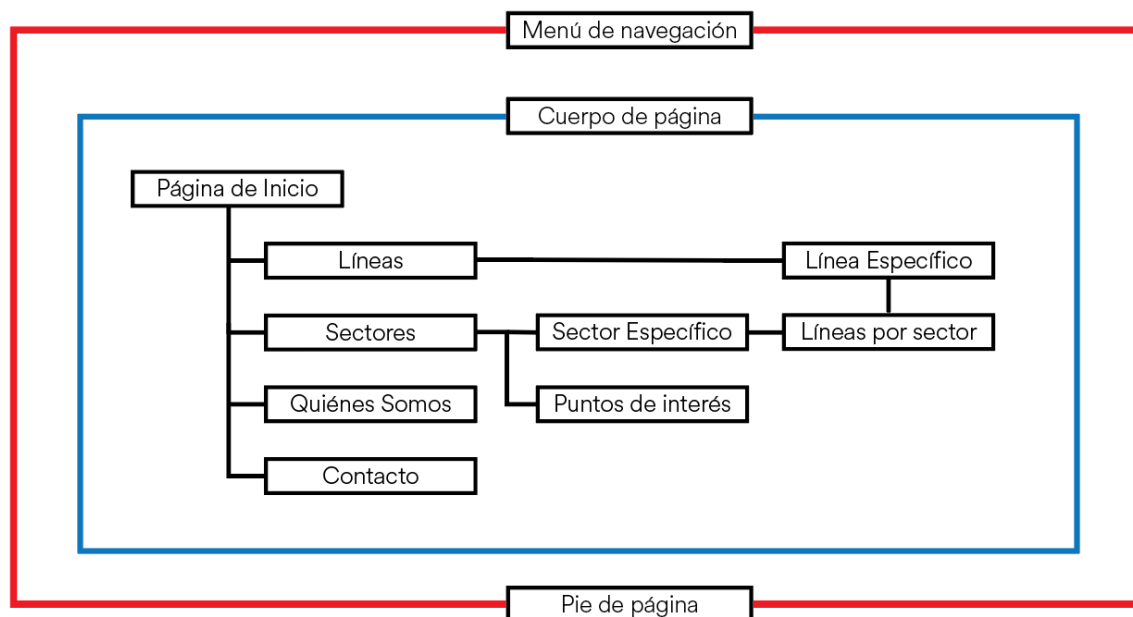 Menú de navegación
Cuerpo de página
Página de Inicio
Líneas
Línea Específico
Sectores
Sector Específico
Líneas por sector
Quiénes Somos
Puntos de interés
Contacto
Pie de página